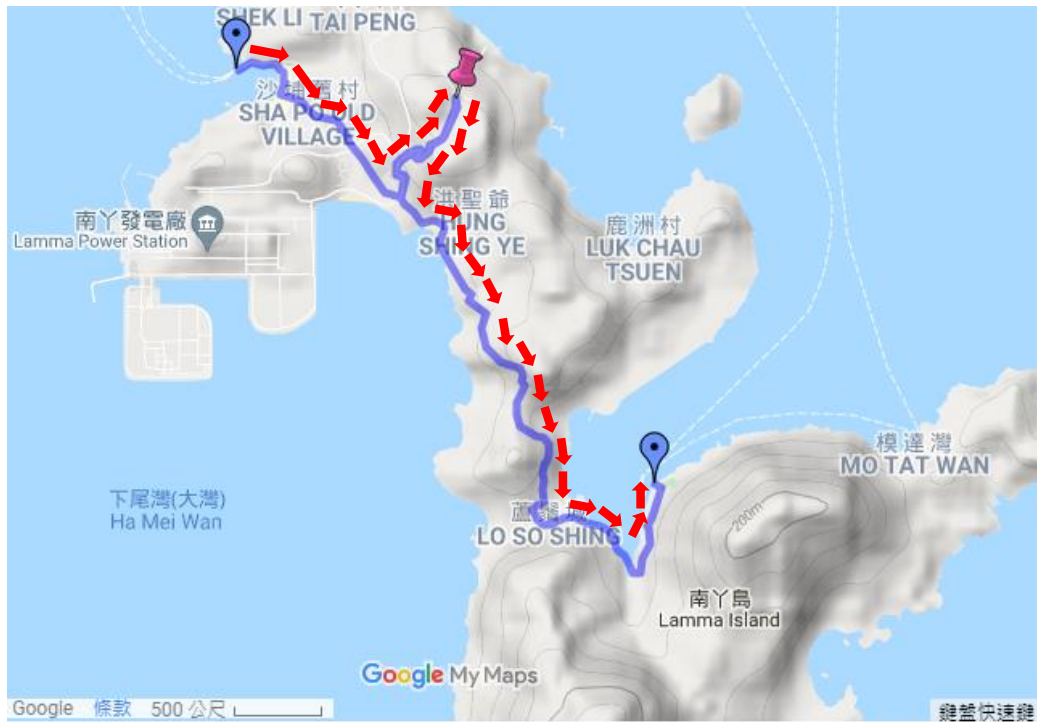 SHEK LI
TAI PENG
沙埔舊村
SHA PO OLD
VILLAGE
南丫發電廠
Lamma Power Station
洪聖爺
HUNG
SHING YE
鹿洲村
LUK CHAU
TSUEN
模達灣
MO TAT WAN
200m
下尾灣(大灣)
Ha Mei Wan
蘆鬚城
LO SO SHING
南丫島
Lamma Island
Google My Maps
Google 條款 500 公尺
鍵盤快速鍵